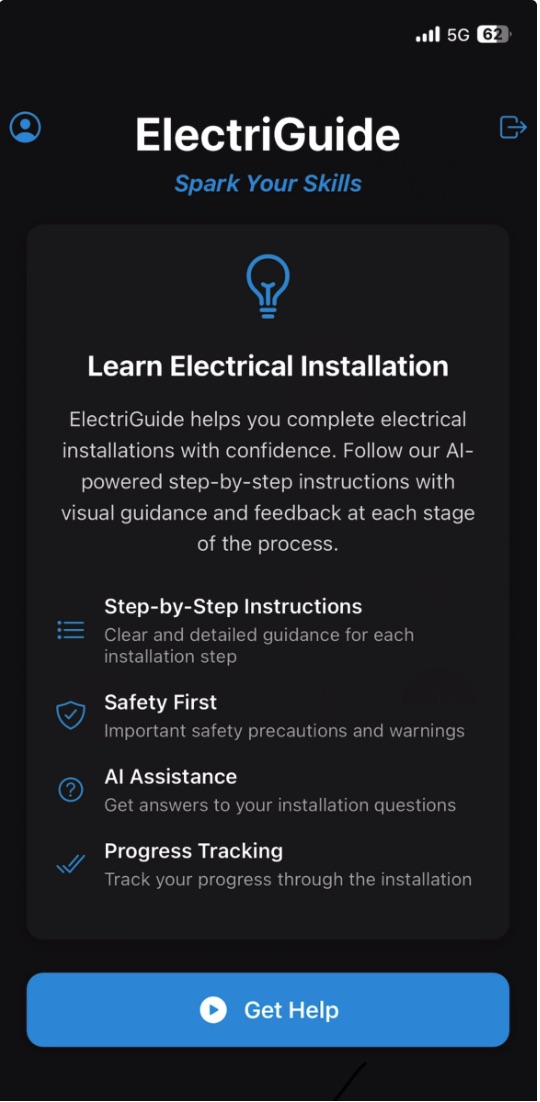 5G 62
ElectriGuide
Spark Your Skills
Learn Electrical Installation
ElectriGuide helps you complete electrical
installations with confidence. Follow our AI-
powered step-by-step instructions with
visual guidance and feedback at each stage
of the process.
Step-by-Step Instructions
Clear and detailed guidance for each
installation step
Safety First
Important safety precautions and warnings
AI Assistance
Get answers to your installation questions
Progress Tracking
Track your progress through the installation
Get Help